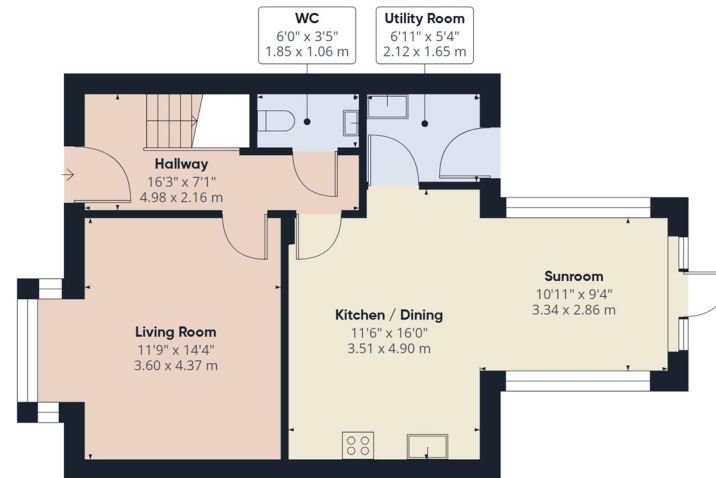 WC
6'0" x 3'5"
1.85 x 1.06 m
Utility Room
6'11" x 5'4"
2.12 x 1.65 m
Hallway
16'3" x 7'1"
4.98 x 2.16 m
Living Room
11'9" x 14'4"
3.60 x 4.37 m
Kitchen / Dining
11'6" x 16'0"
3.51 x 4.90 m
Sunroom
10'11" x 9'4"
3.34 x 2.86 m